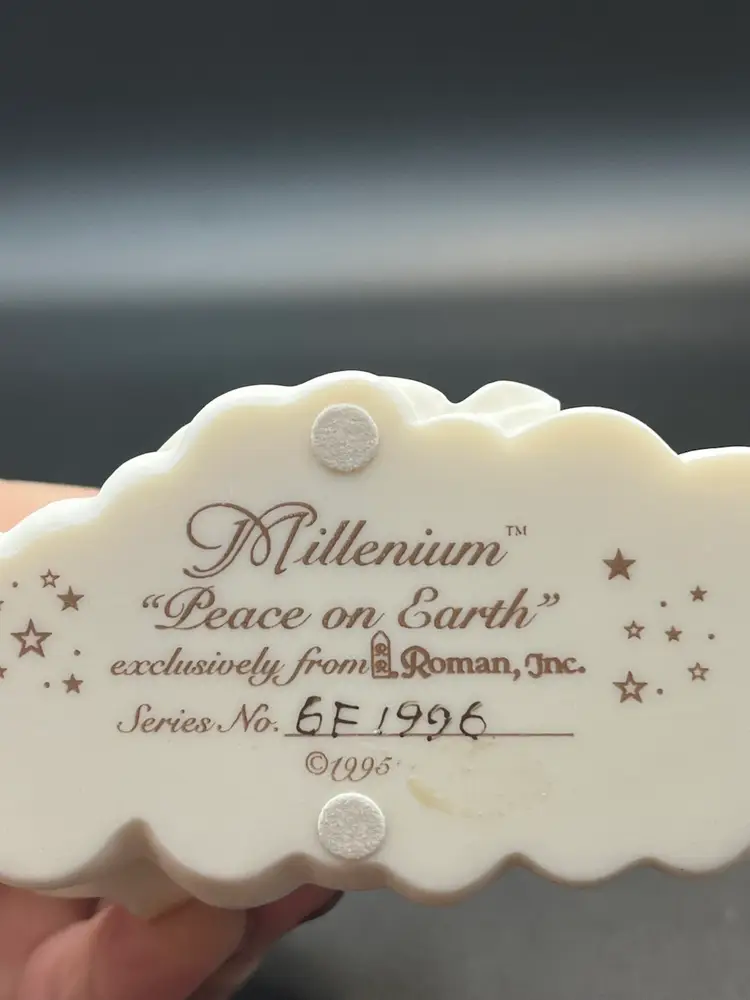 Millenium™
“Peace on Earth”
exclusively from Roman, Inc.
Series No. 6F1996
©1995